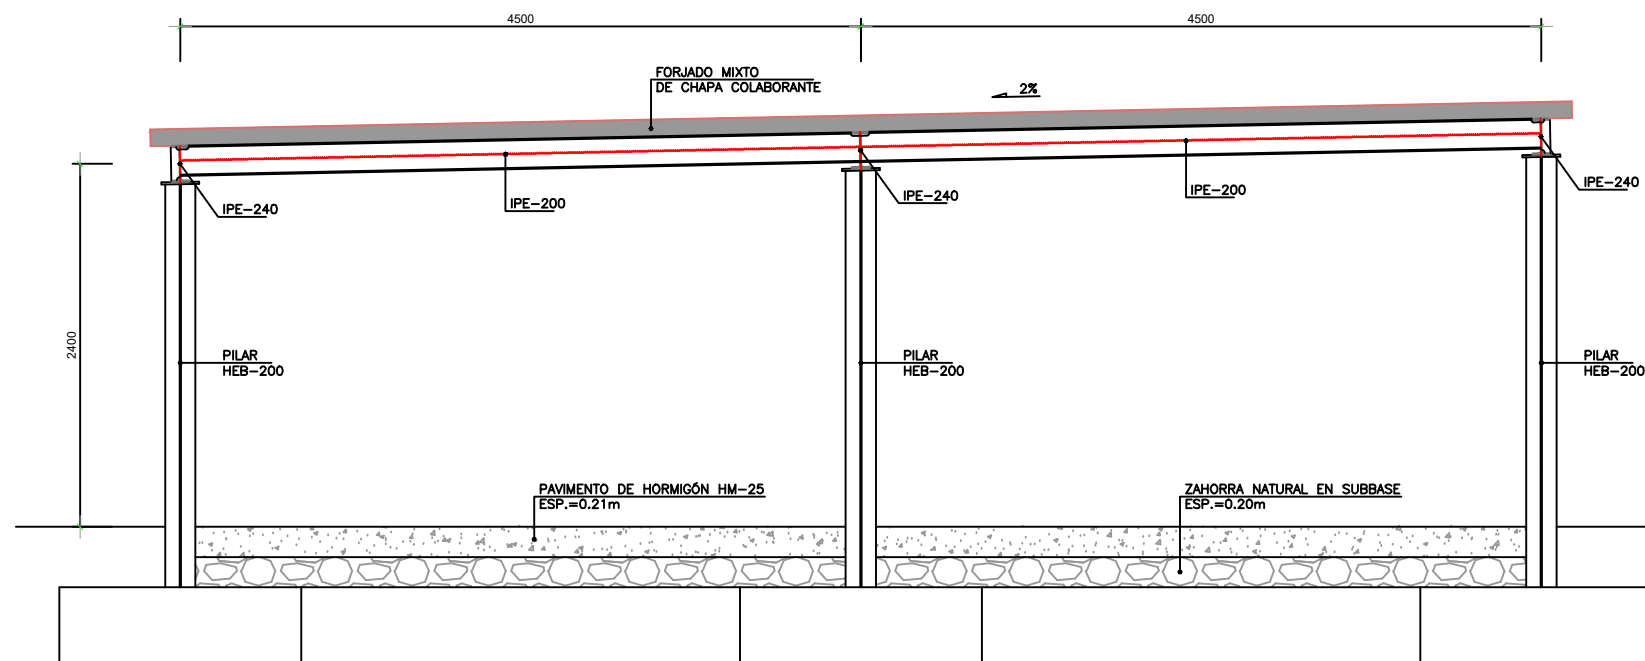 4500
4500
FORJADO MIXTO
DE CHAPA COLABORANTE
2%
IPE-240
IPE-200
IPE-240
IPE-200
IPE-240
2400
PILAR
HEB-200
PILAR
HEB-200
PILAR
HEB-200
PAVIMENTO DE HORMIGÓN HM-25
ESP.=0.21m
ZAHORRA NATURAL EN SUBBASE
ESP.=0.20m